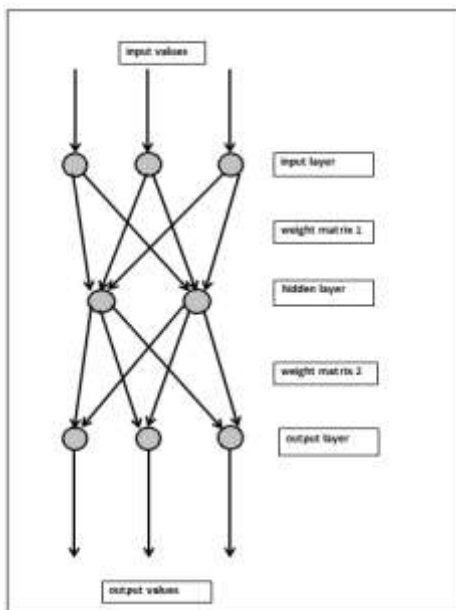 input values
input layer
weight matrix 1
hidden layer
weight matrix 2
output layer
output values